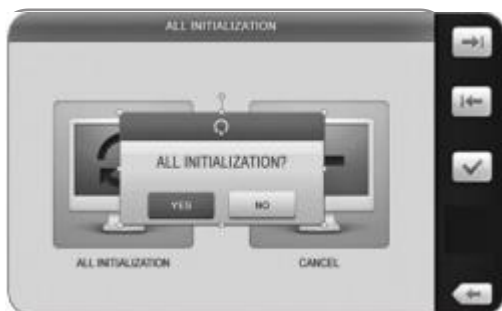 ALL INITIALIZATION
ALL INITIALIZATION?
YES NO
ALL INITIALIZATION CANCEL